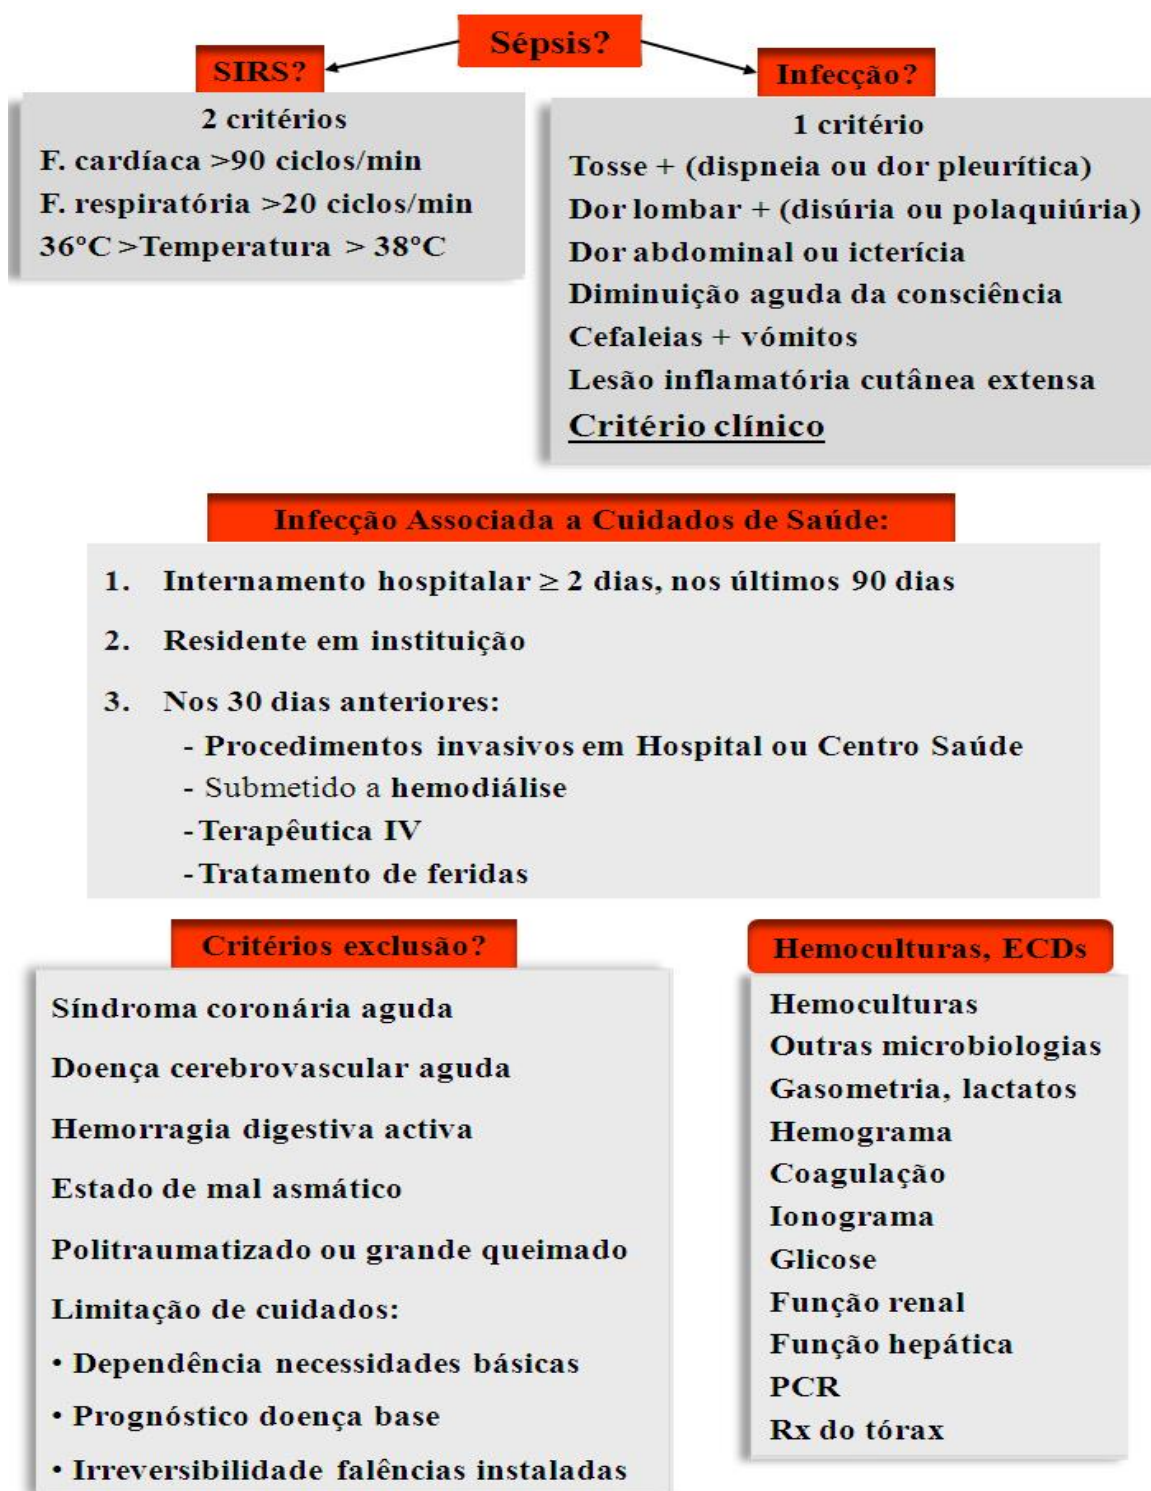 Sépsis?
SIRS?
2 critérios
F. cardíaca >90 ciclos/min
F. respiratória >20 ciclos/min
36ºC >Temperatura > 38ºC
Infecção?
1 critério
Tosse + (dispneia ou dor pleurítica)
Dor lombar + (disúria ou polaquiúria)
Dor abdominal ou icterícia
Diminuição aguda da consciência
Cefaleias + vómitos
Lesão inflamatória cutânea extensa
Critério clínico
Infecção Associada a Cuidados de Saúde:
1. Internamento hospitalar ≥ 2 dias, nos últimos 90 dias
2. Residente em instituição
3. Nos 30 dias anteriores:
- Procedimentos invasivos em Hospital ou Centro Saúde
- Submetido a hemodiálise
- Terapêutica IV
- Tratamento de feridas
Critérios exclusão?
Síndroma coronária aguda
Doença cerebrovascular aguda
Hemorragia digestiva activa
Estado de mal asmático
Politraumatizado ou grande queimado
Limitação de cuidados:
• Dependência necessidades básicas
• Prognóstico doença base
• Irreversibilidade falências instaladas
Hemoculturas, ECDs
Hemoculturas
Outras microbiologias
Gasometria, lactatos
Hemograma
Coagulação
Ionograma
Glicose
Função renal
Função hepática
PCR
Rx do tórax